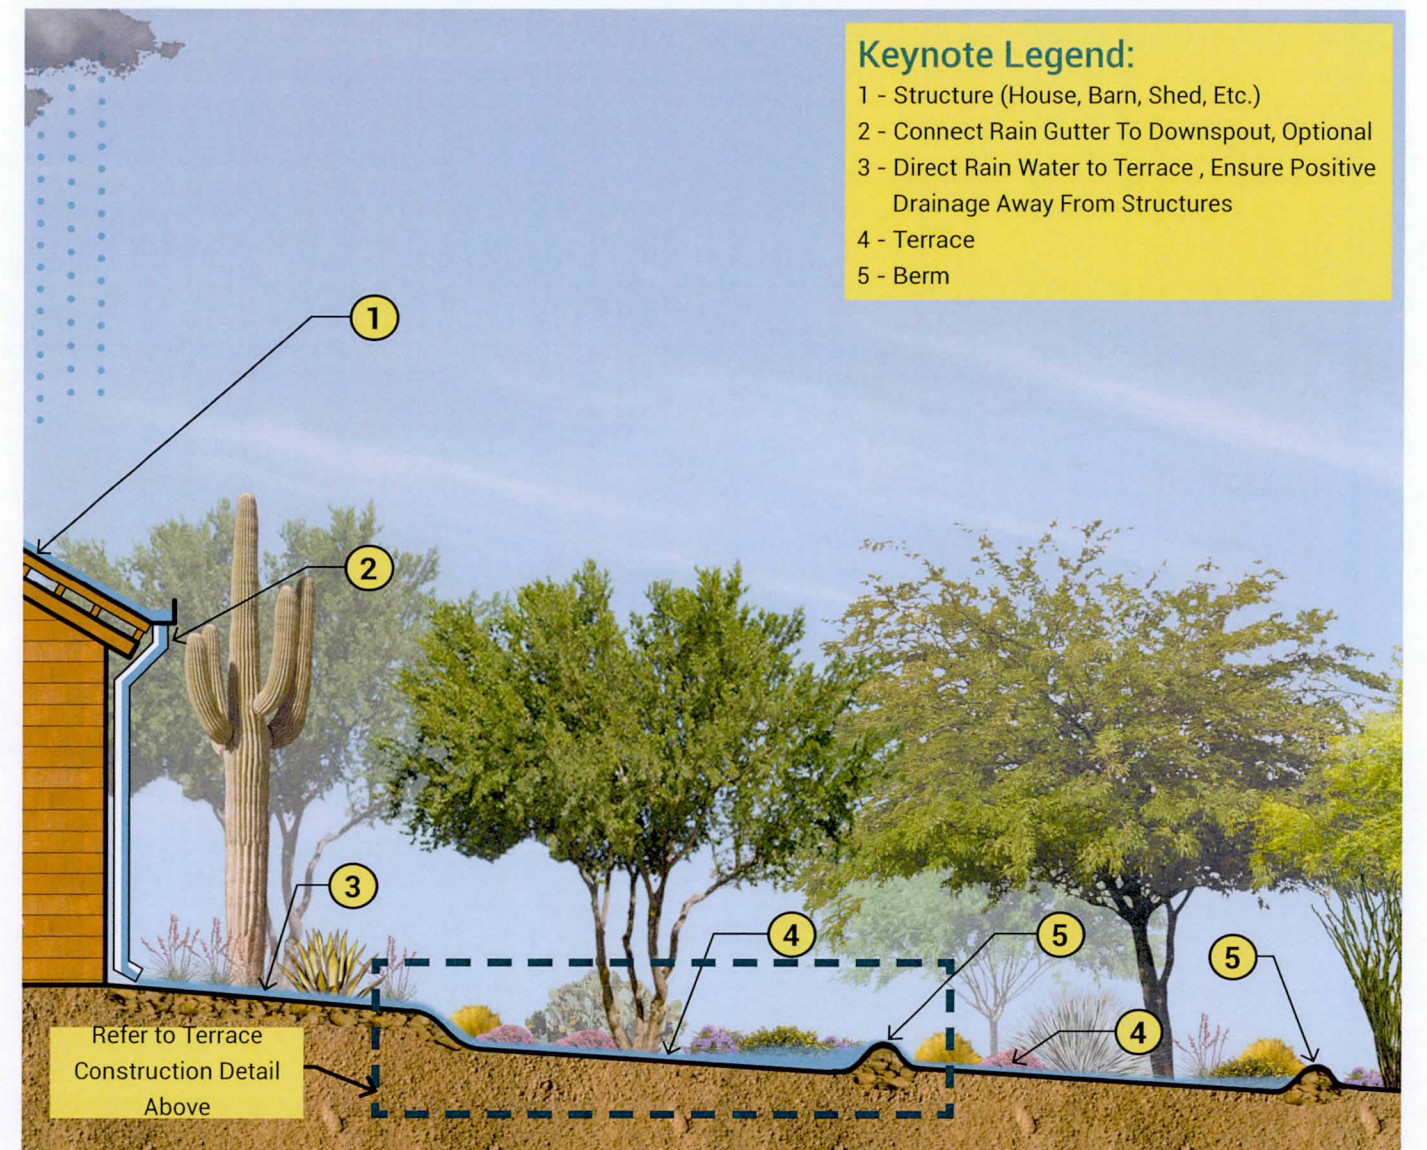 Keynote Legend:
1 - Structure (House, Barn, Shed, Etc.)
2 - Connect Rain Gutter To Downspout, Optional
3 - Direct Rain Water to Terrace , Ensure Positive
Drainage Away From Structures
4 - Terrace
5 - Berm
1
2
3
4
5
5
4
Refer to Terrace
Construction Detail
Above